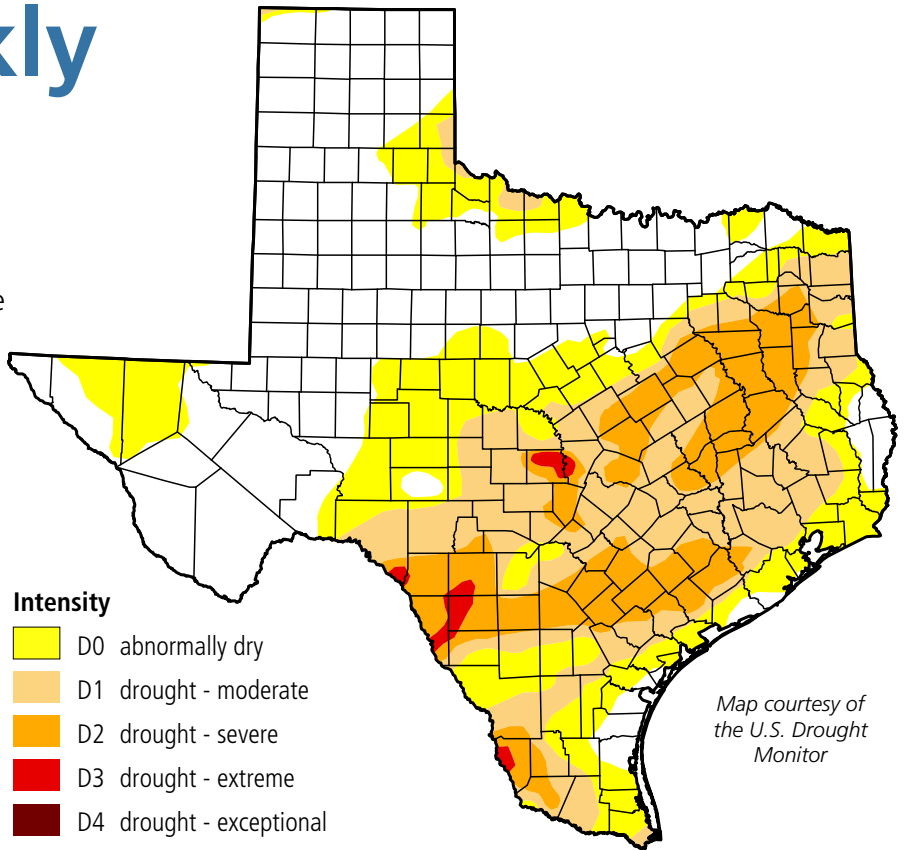 kly
e
Intensity
D0 abnormally dry
D1 drought - moderate
D2 drought - severe
D3 drought - extreme
D4 drought - exceptional
Map courtesy of
the U.S. Drought
Monitor